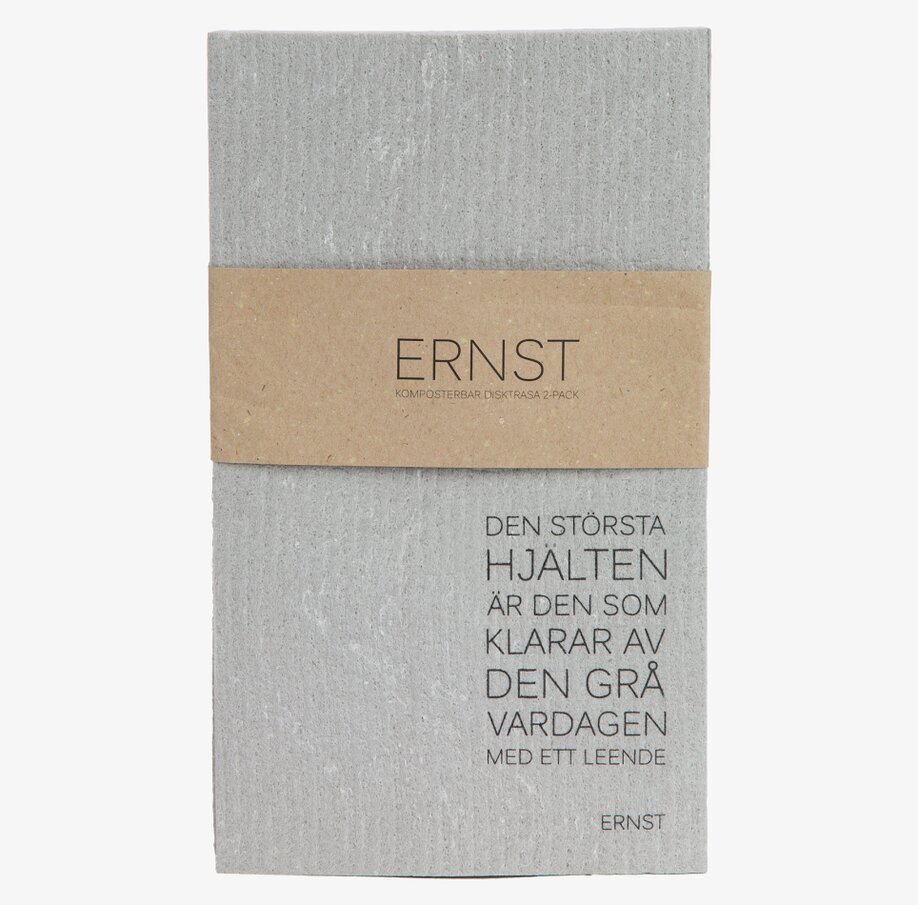 ERNST
KOMPOSTERBAR DISKTRASA 2-PACK
DEN STÖRSTA
HJÄLTEN
ÄR DEN SOM
KLARAR AV
DEN GRÅ
VARDAGEN
MED ETT LEENDE
ERNST